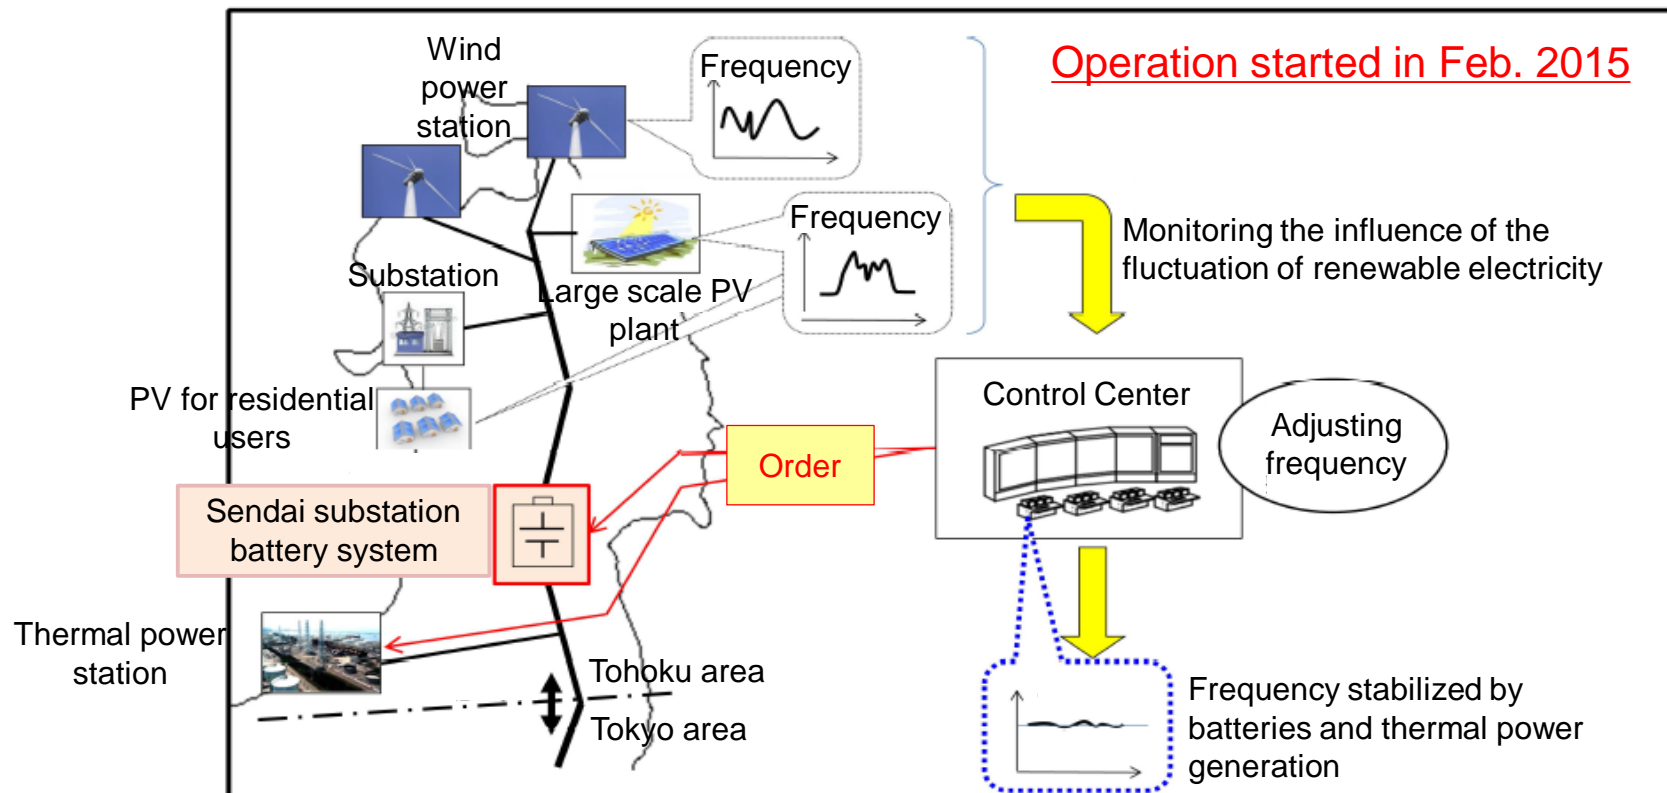 Operation started in Feb. 2015
Wind
power
station
Frequency
Frequency
Substation
Large scale PV
plant
PV for residential
users
Monitoring the influence of the
fluctuation of renewable electricity
Control Center
Adjusting
frequency
Order
Sendai substation
battery system
Thermal power
station
Tohoku area
Tokyo area
Frequency stabilized by
batteries and thermal power
generation